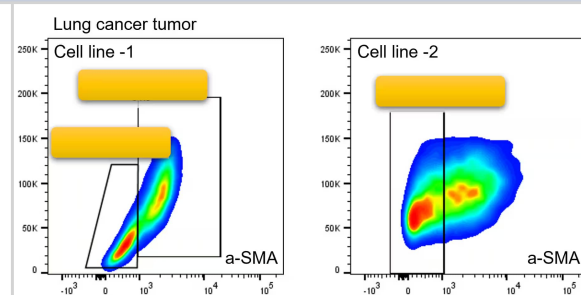 Lung cancer tumor
Cell line -1
250K
200K
150K
100K
50K
0
-10³ 0 10³ 10⁴ 10⁵
a-SMA
Cell line -2
250K
200K
150K
100K
50K
0
-10³ 0 10³ 10⁴ 10⁵
a-SMA